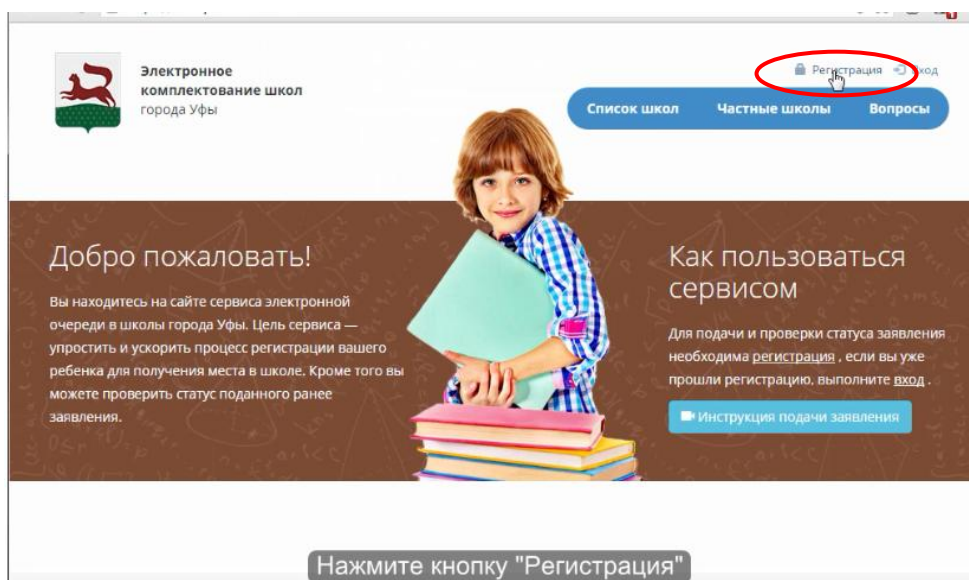 Электронное
комплектование школ
города Уфы
Регистрация Вход
Список школ Частные школы Вопросы
Добро пожаловать!
Вы находитесь на сайте сервиса электронной
очереди в школы города Уфы. Цель сервиса —
упростить и ускорить процесс регистрации вашего
ребенка для получения места в школе. Кроме того вы
можете проверить статус поданного ранее
заявления.
Как пользоваться
сервисом
Для подачи и проверки статуса заявления
необходима регистрация , если вы уже
прошли регистрацию, выполните вход .
Инструкция подачи заявления
Нажмите кнопку "Регистрация"